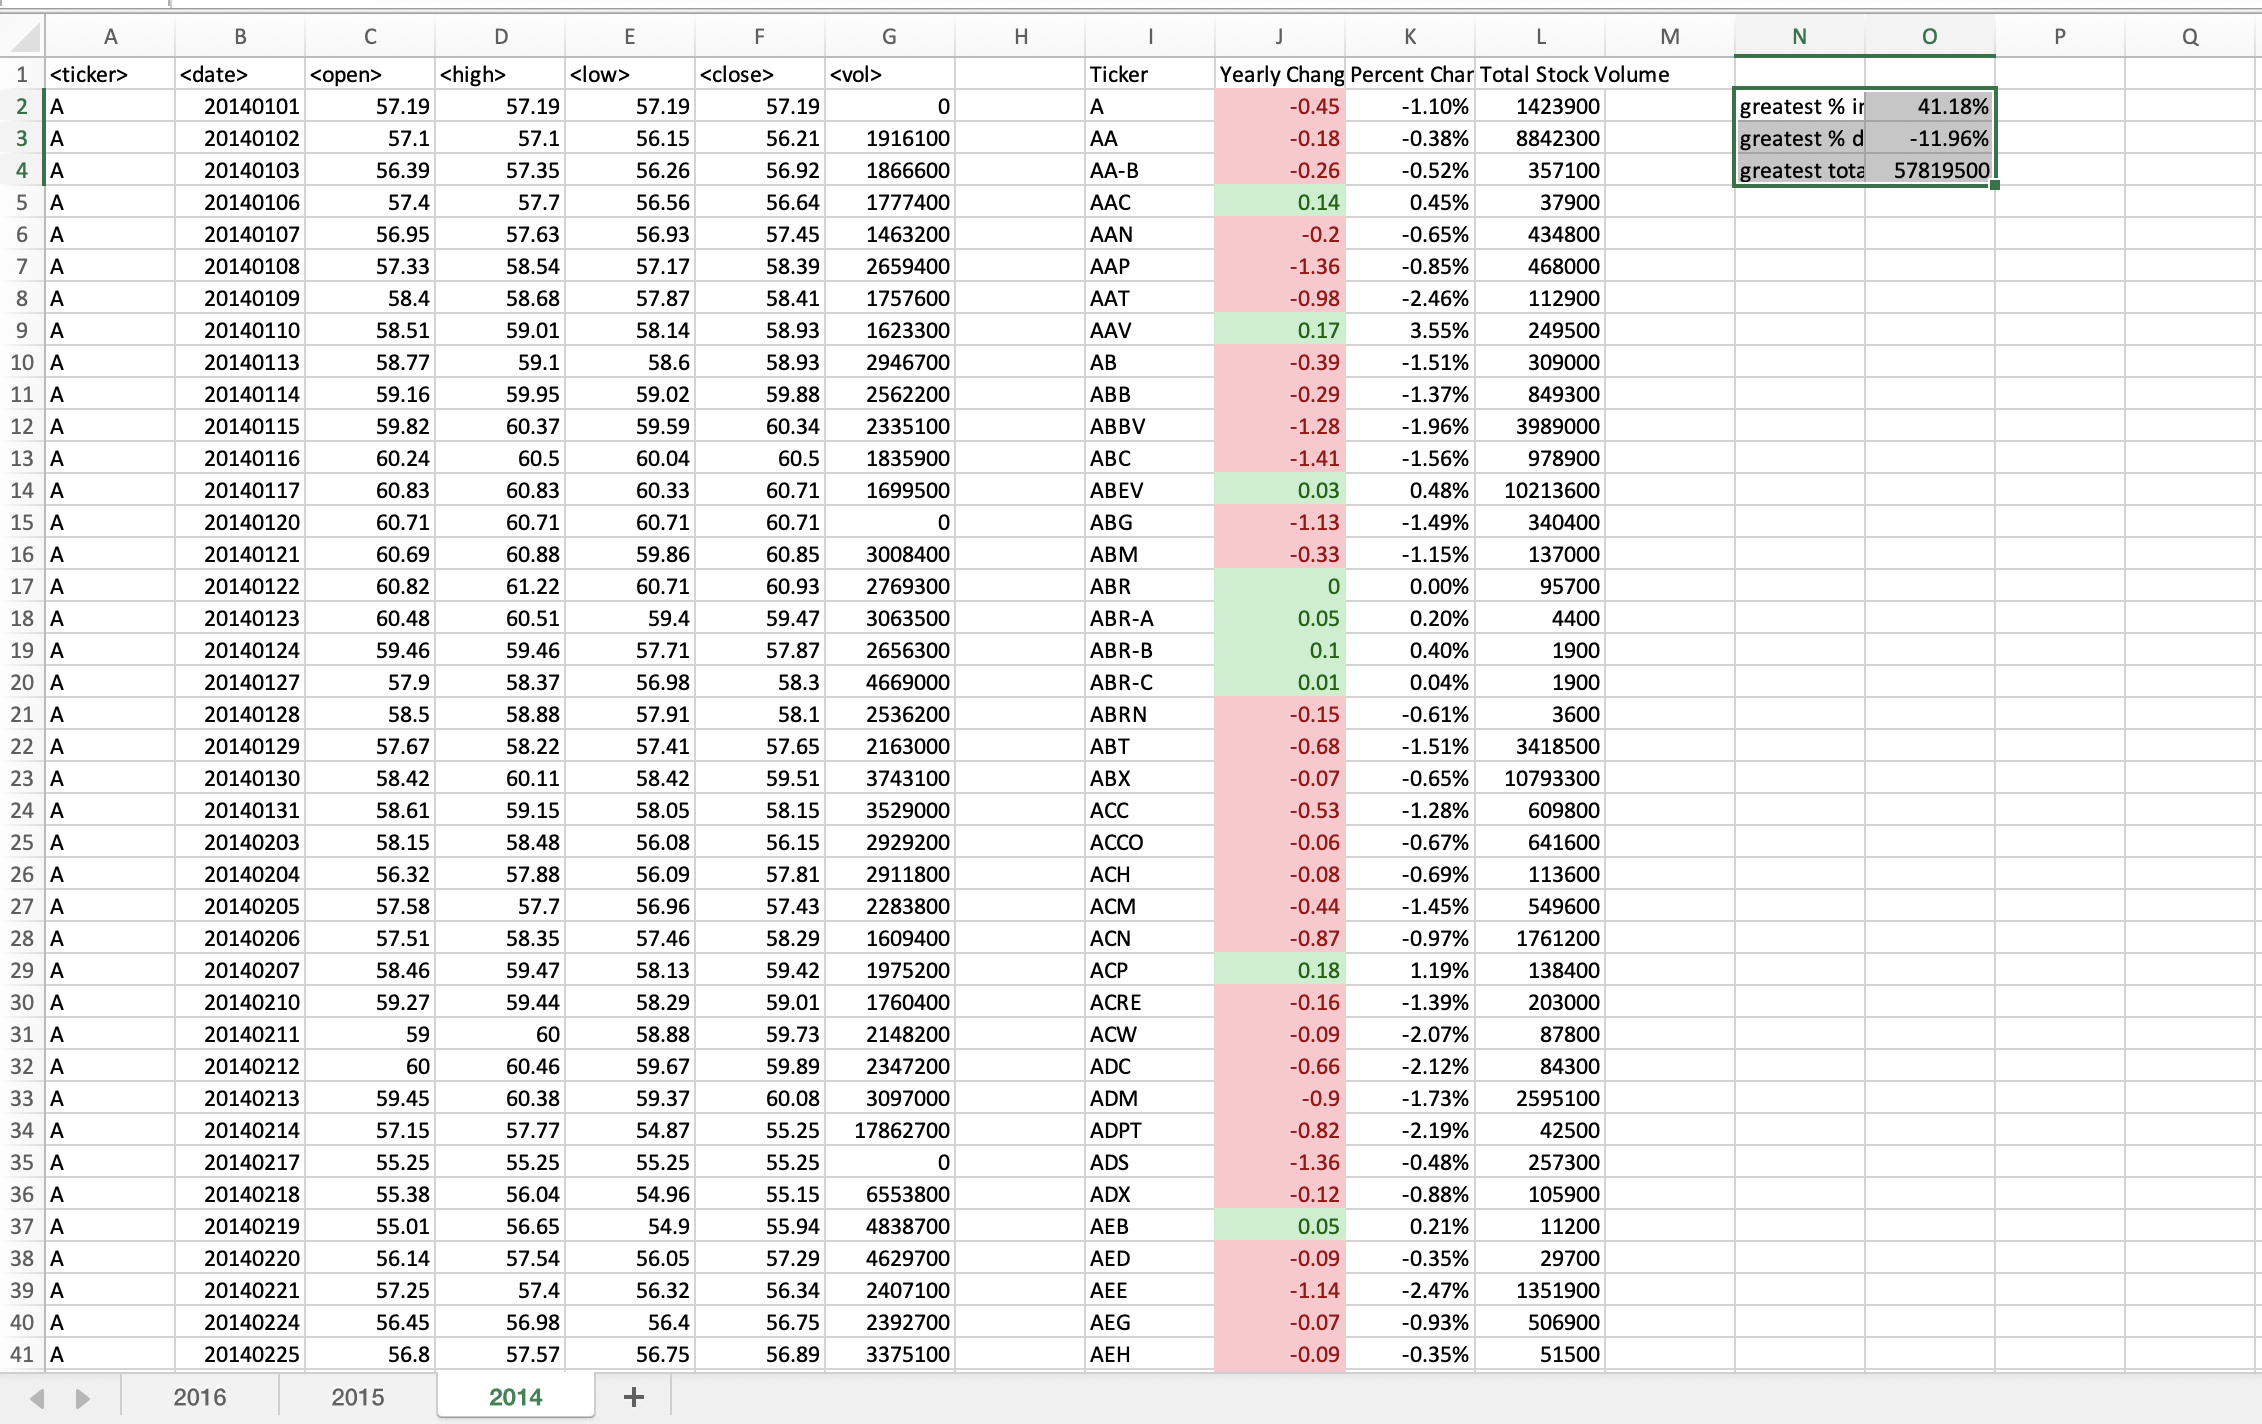 A B C D E F G H I J K L M N O P Q
1 <ticker> <date> <open> <high> <low> <close> <vol> Ticker Yearly Chang Percent Char Total Stock Volume
2 A 20140101 57.19 57.19 57.19 57.19 0 A -0.45 -1.10% 1423900 greatest % ir 41.18%
3 A 20140102 57.1 57.1 56.15 56.21 1916100 AA -0.18 -0.38% 8842300 greatest % d -11.96%
4 A 20140103 56.39 57.35 56.26 56.92 1866600 AA-B -0.26 -0.52% 357100 greatest tota 57819500
5 A 20140106 57.4 57.7 56.56 56.64 1777400 AAC 0.14 0.45% 37900
6 A 20140107 56.95 57.63 56.93 57.45 1463200 AAN -0.2 -0.65% 434800
7 A 20140108 57.33 58.54 57.17 58.39 2659400 AAP -1.36 -0.85% 468000
8 A 20140109 58.4 58.68 57.87 58.41 1757600 AAT -0.98 -2.46% 112900
9 A 20140110 58.51 59.01 58.14 58.93 1623300 AAV 0.17 3.55% 249500
10 A 20140113 58.77 59.1 58.6 58.93 2946700 AB -0.39 -1.51% 309000
11 A 20140114 59.16 59.95 59.02 59.88 2562200 ABB -0.29 -1.37% 849300
12 A 20140115 59.82 60.37 59.59 60.34 2335100 ABBV -1.28 -1.96% 3989000
13 A 20140116 60.24 60.5 60.04 60.5 1835900 ABC -1.41 -1.56% 978900
14 A 20140117 60.83 60.83 60.33 60.71 1699500 ABEV 0.03 0.48% 10213600
15 A 20140120 60.71 60.71 60.71 60.71 0 ABG -1.13 -1.49% 340400
16 A 20140121 60.69 60.88 59.86 60.85 3008400 ABM -0.33 -1.15% 137000
17 A 20140122 60.82 61.22 60.71 60.93 2769300 ABR 0 0.00% 95700
18 A 20140123 60.48 60.51 59.4 59.47 3063500 ABR-A 0.05 0.20% 4400
19 A 20140124 59.46 59.46 57.71 57.87 2656300 ABR-B 0.1 0.40% 1900
20 A 20140127 57.9 58.37 56.98 58.3 4669000 ABR-C 0.01 0.04% 1900
21 A 20140128 58.5 58.88 57.91 58.1 2536200 ABRN -0.15 -0.61% 3600
22 A 20140129 57.67 58.22 57.41 57.65 2163000 ABT -0.68 -1.51% 3418500
23 A 20140130 58.42 60.11 58.42 59.51 3743100 ABX -0.07 -0.65% 10793300
24 A 20140131 58.61 59.15 58.05 58.15 3529000 ACC -0.53 -1.28% 609800
25 A 20140203 58.15 58.48 56.08 56.15 2929200 ACCO -0.06 -0.67% 641600
26 A 20140204 56.32 57.88 56.09 57.81 2911800 ACH -0.08 -0.69% 113600
27 A 20140205 57.58 57.7 56.96 57.43 2283800 ACM -0.44 -1.45% 549600
28 A 20140206 57.51 58.35 57.46 58.29 1609400 ACN -0.87 -0.97% 1761200
29 A 20140207 58.46 59.47 58.13 59.42 1975200 ACP 0.18 1.19% 138400
30 A 20140210 59.27 59.44 58.29 59.01 1760400 ACRE -0.16 -1.39% 203000
31 A 20140211 59 60 58.88 59.73 2148200 ACW -0.09 -2.07% 87800
32 A 20140212 60 60.46 59.67 59.89 2347200 ADC -0.66 -2.12% 84300
33 A 20140213 59.45 60.38 59.37 60.08 3097000 ADM -0.9 -1.73% 2595100
34 A 20140214 57.15 57.77 54.87 55.25 17862700 ADPT -0.82 -2.19% 42500
35 A 20140217 55.25 55.25 55.25 55.25 0 ADS -1.36 -0.48% 257300
36 A 20140218 55.38 56.04 54.96 55.15 6553800 ADX -0.12 -0.88% 105900
37 A 20140219 55.01 56.65 54.9 55.94 4838700 AEB 0.05 0.21% 11200
38 A 20140220 56.14 57.54 56.05 57.29 4629700 AED -0.09 -0.35% 29700
39 A 20140221 57.25 57.4 56.32 56.34 2407100 AEE -1.14 -2.47% 1351900
40 A 20140224 56.45 56.98 56.4 56.75 2392700 AEG -0.07 -0.93% 506900
41 A 20140225 56.8 57.57 56.75 56.89 3375100 AEH -0.09 -0.35% 51500
2016 2015 2014 +